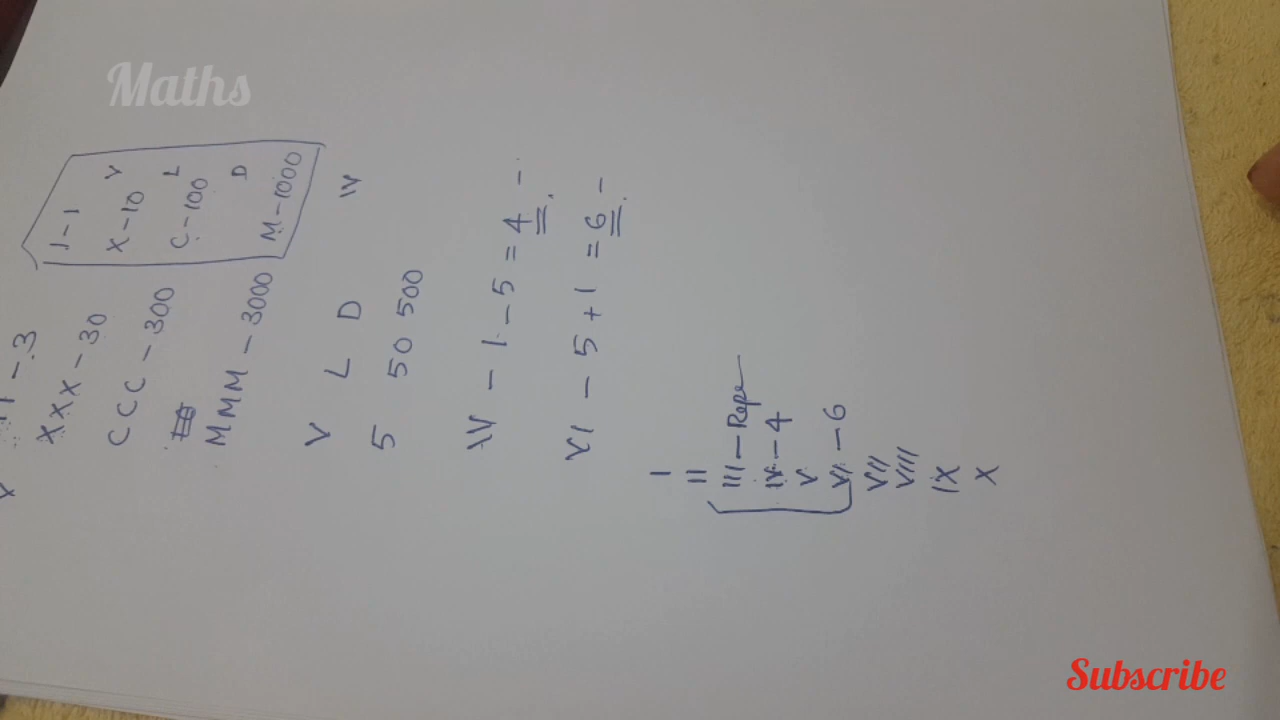 Maths
I - 1
X - 10 V
C - 100 L
D
M - 1000
- 3
XXX - 30
CCC - 300
MMM - 3000
IV
V L D
5 50 500
IV - 1 - 5 = 4 -
VI - 5 + 1 = 6 -
I
II
III - Repe
IV - 4
V
VI - 6
VII
VIII
IX
X
Subscribe